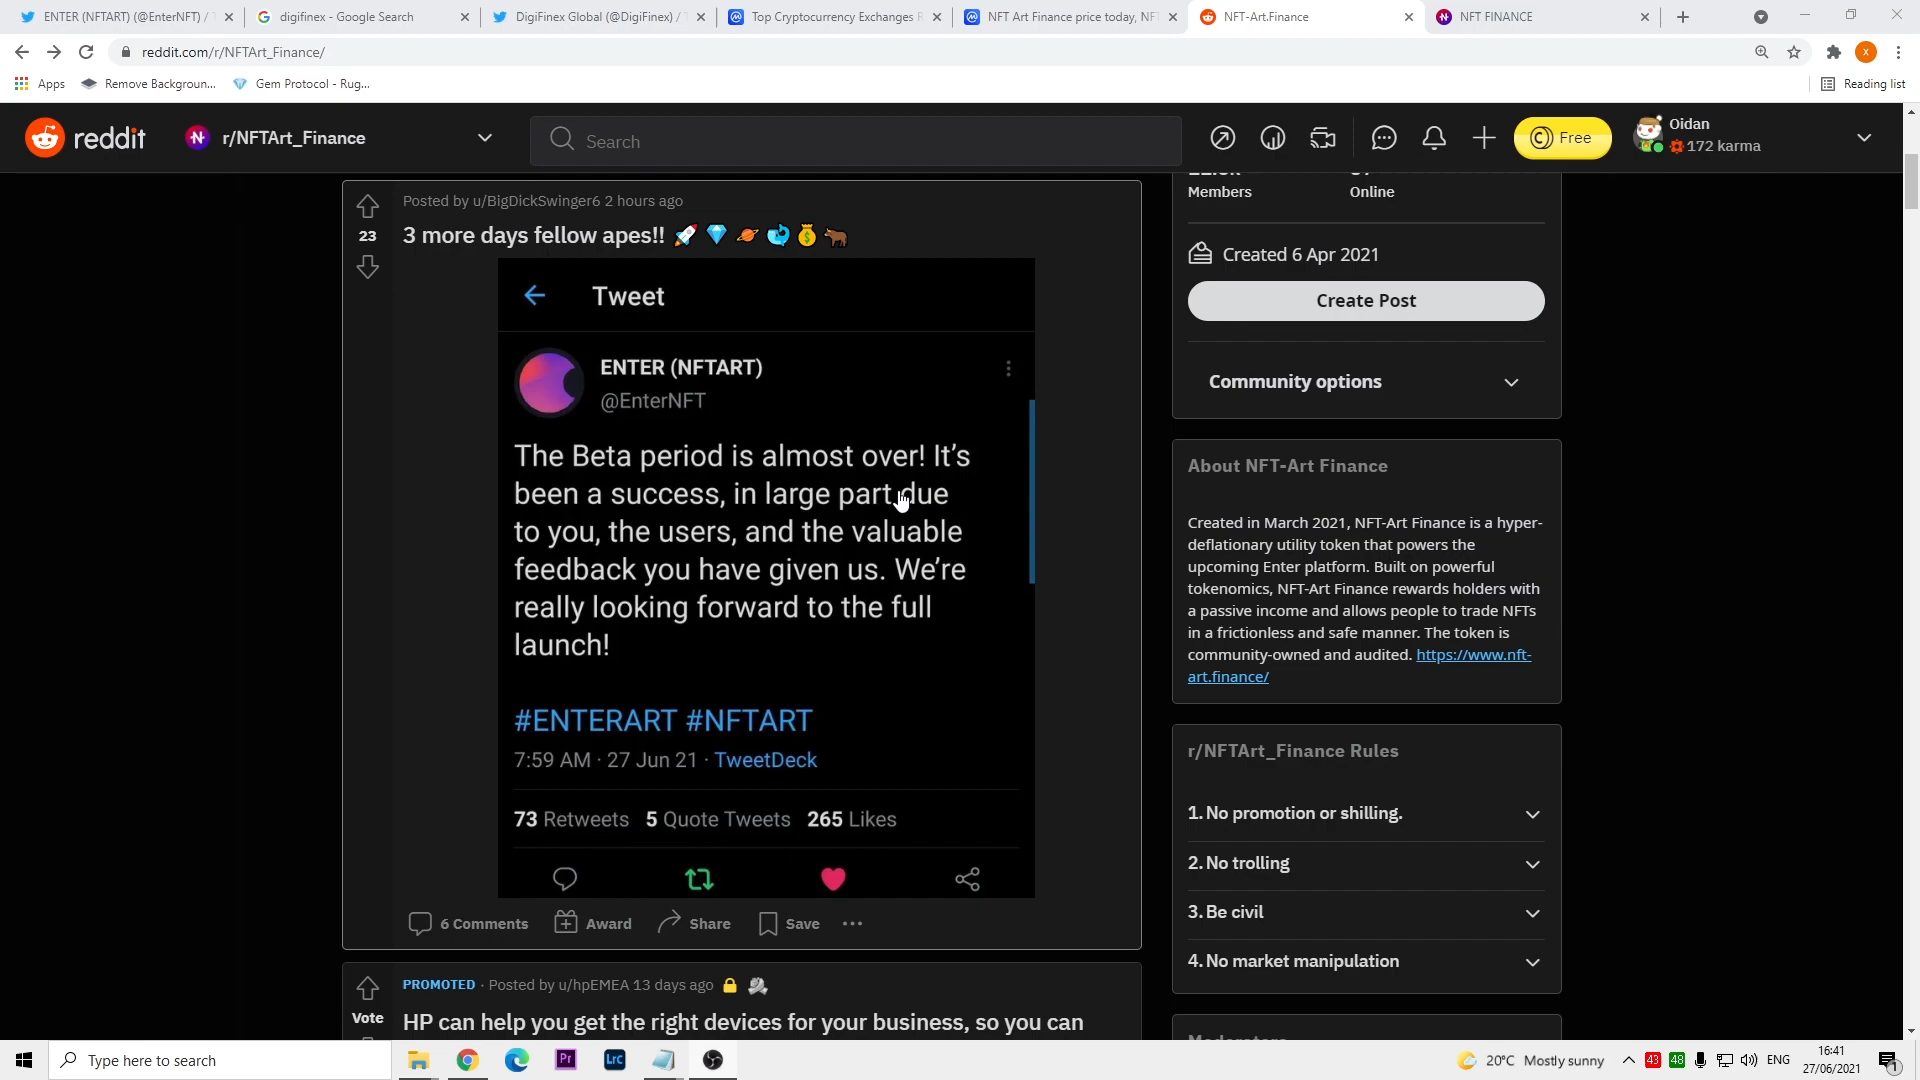 ENTER (NFTART) (@EnterNFT) / T
digifinex - Google Search
DigiFinex Global (@DigiFinex) / T
Top Cryptocurrency Exchanges R
NFT Art Finance price today, NFT
NFT-Art.Finance
NFT FINANCE
reddit.com/r/NFTArt_Finance/
x
Apps
Remove Backgroun...
Gem Protocol - Rug...
Reading list
reddit
r/NFTArt_Finance
Search
Free
Oidan
172 karma
Members
Online
Posted by u/BigDickSwinger6 2 hours ago
23
3 more days fellow apes!!
Tweet
ENTER (NFTART)
@EnterNFT
The Beta period is almost over! It's
been a success, in large part due
to you, the users, and the valuable
feedback you have given us. We're
really looking forward to the full
launch!
#ENTERART #NFTART
7:59 AM · 27 Jun 21 · TweetDeck
73 Retweets 5 Quote Tweets 265 Likes
6 Comments
Award
Share
Save
PROMOTED · Posted by u/hpEMEA 13 days ago
Vote
HP can help you get the right devices for your business, so you can
Created 6 Apr 2021
Create Post
Community options
About NFT-Art Finance
Created in March 2021, NFT-Art Finance is a hyper-
deflationary utility token that powers the
upcoming Enter platform. Built on powerful
tokenomics, NFT-Art Finance rewards holders with
a passive income and allows people to trade NFTs
in a frictionless and safe manner. The token is
community-owned and audited. https://www.nft-
art.finance/
r/NFTArt_Finance Rules
1. No promotion or shilling.
2. No trolling
3. Be civil
4. No market manipulation
Type here to search
Pr
Lrc
20°C Mostly sunny
43
48
ENG
16:41
27/06/2021
1